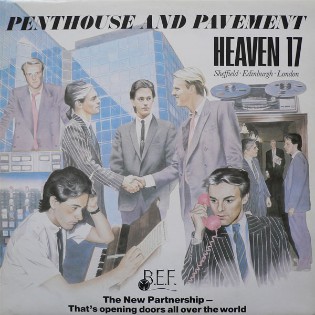 PENTHOUSE AND PAVEMENT
HEAVEN 17
Sheffield · Edinburgh · London
B.E.F.
The New Partnership –
That's opening doors all over the world